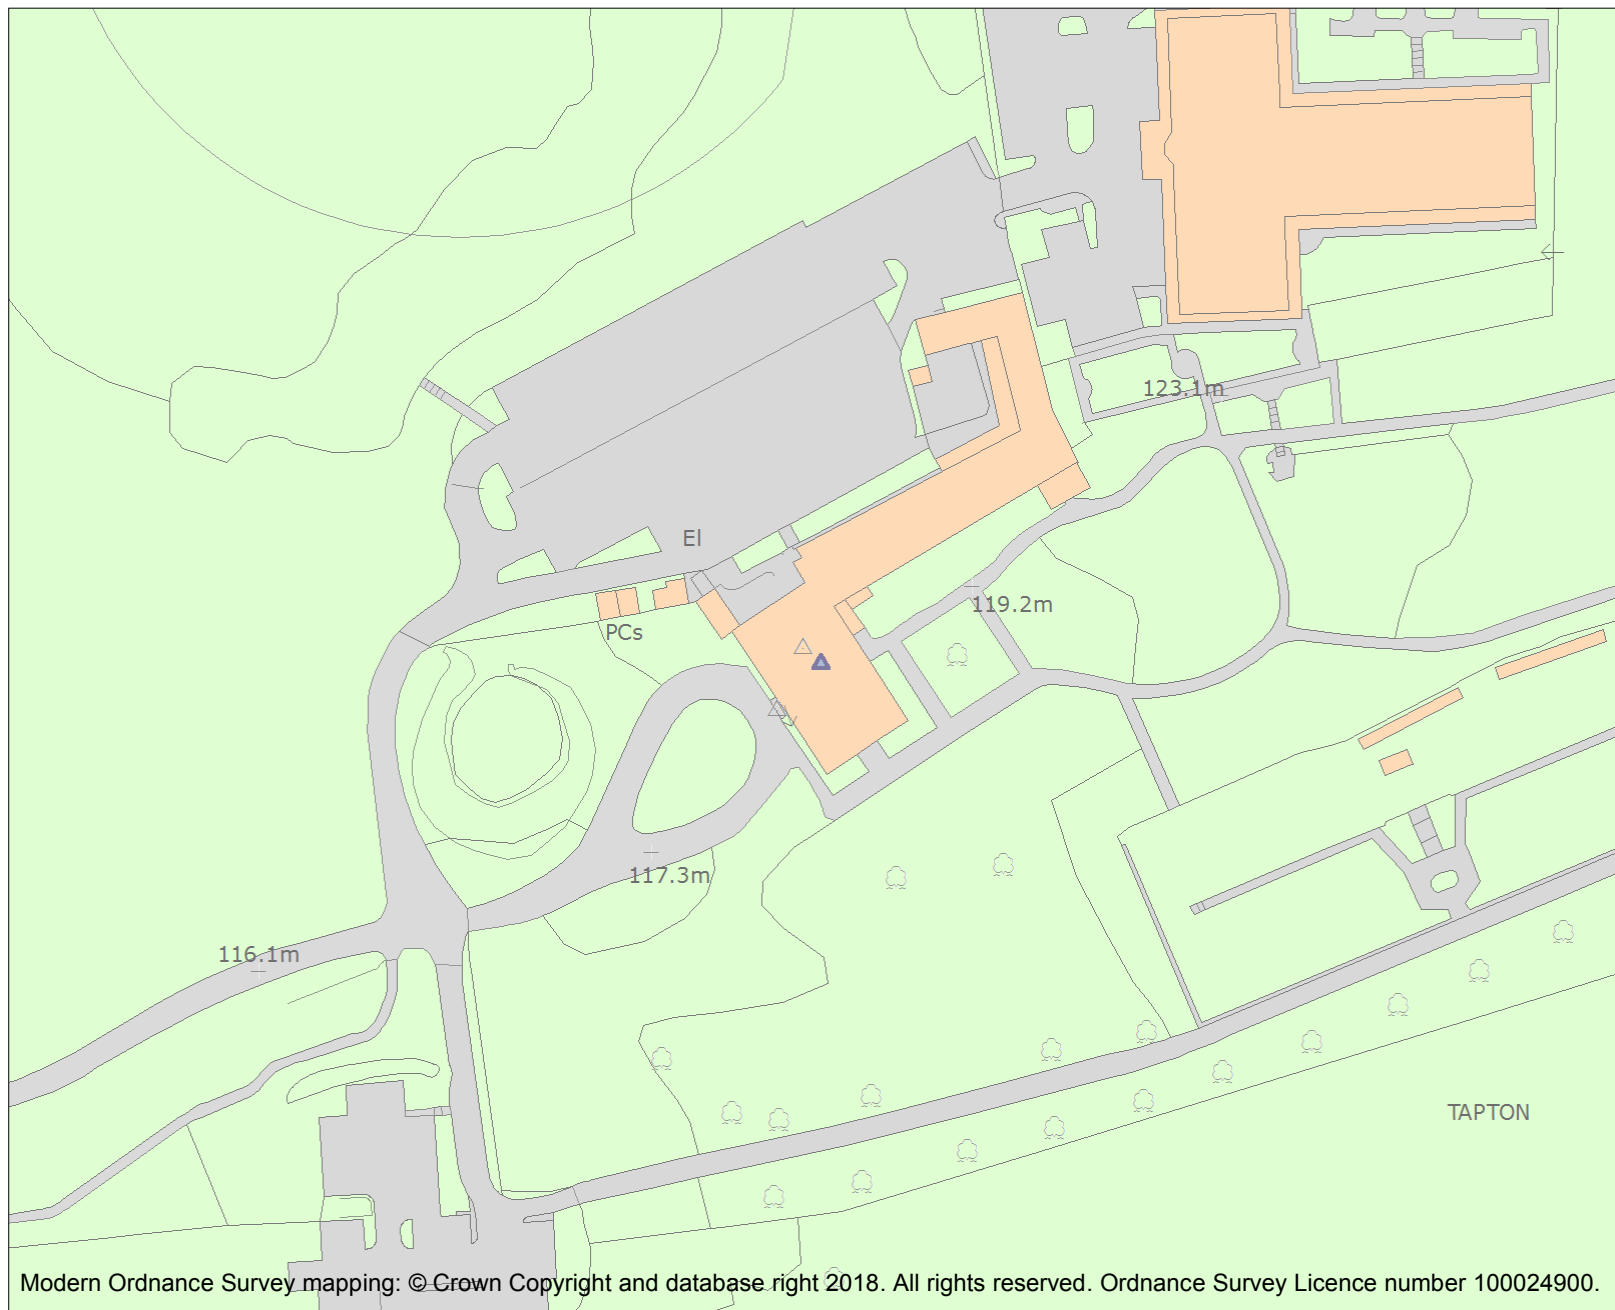 123.1m
El
119.2m
PCs
117.3m
116.1m
TAPTON
Modern Ordnance Survey mapping: © Crown Copyright and database right 2018. All rights reserved. Ordnance Survey Licence number 100024900.